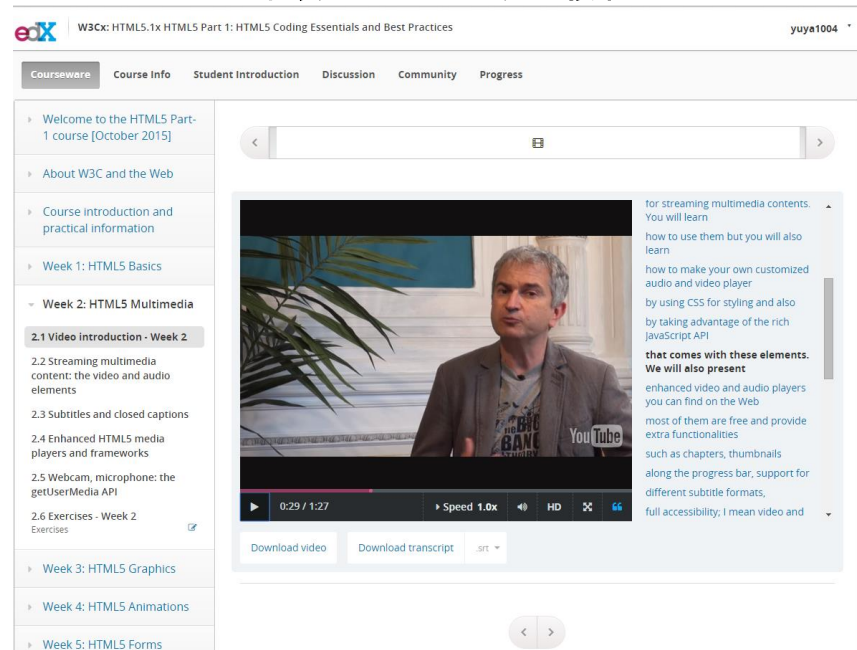 edX
W3Cx: HTML5.1x HTML5 Part 1: HTML5 Coding Essentials and Best Practices
yuya1004
Courseware
Course Info
Student Introduction
Discussion
Community
Progress
Welcome to the HTML5 Part-
1 course [October 2015]
About W3C and the Web
Course introduction and
practical information
Week 1: HTML5 Basics
Week 2: HTML5 Multimedia
2.1 Video introduction - Week 2
2.2 Streaming multimedia
content: the video and audio
elements
2.3 Subtitles and closed captions
2.4 Enhanced HTML5 media
players and frameworks
2.5 Webcam, microphone: the
getUserMedia API
2.6 Exercises - Week 2
Exercises
Week 3: HTML5 Graphics
Week 4: HTML5 Animations
Week 5: HTML5 Forms
BIG
BANG
YouTube
0:29 / 1:27
Speed 1.0x
HD
for streaming multimedia contents.
You will learn
how to use them but you will also
learn
how to make your own customized
audio and video player
by using CSS for styling and also
by taking advantage of the rich
JavaScript API
that comes with these elements.
We will also present
enhanced video and audio players
you can find on the Web
most of them are free and provide
extra functionalities
such as chapters, thumbnails
along the progress bar, support for
different subtitle formats,
full accessibility; I mean video and
Download video
Download transcript
.srt